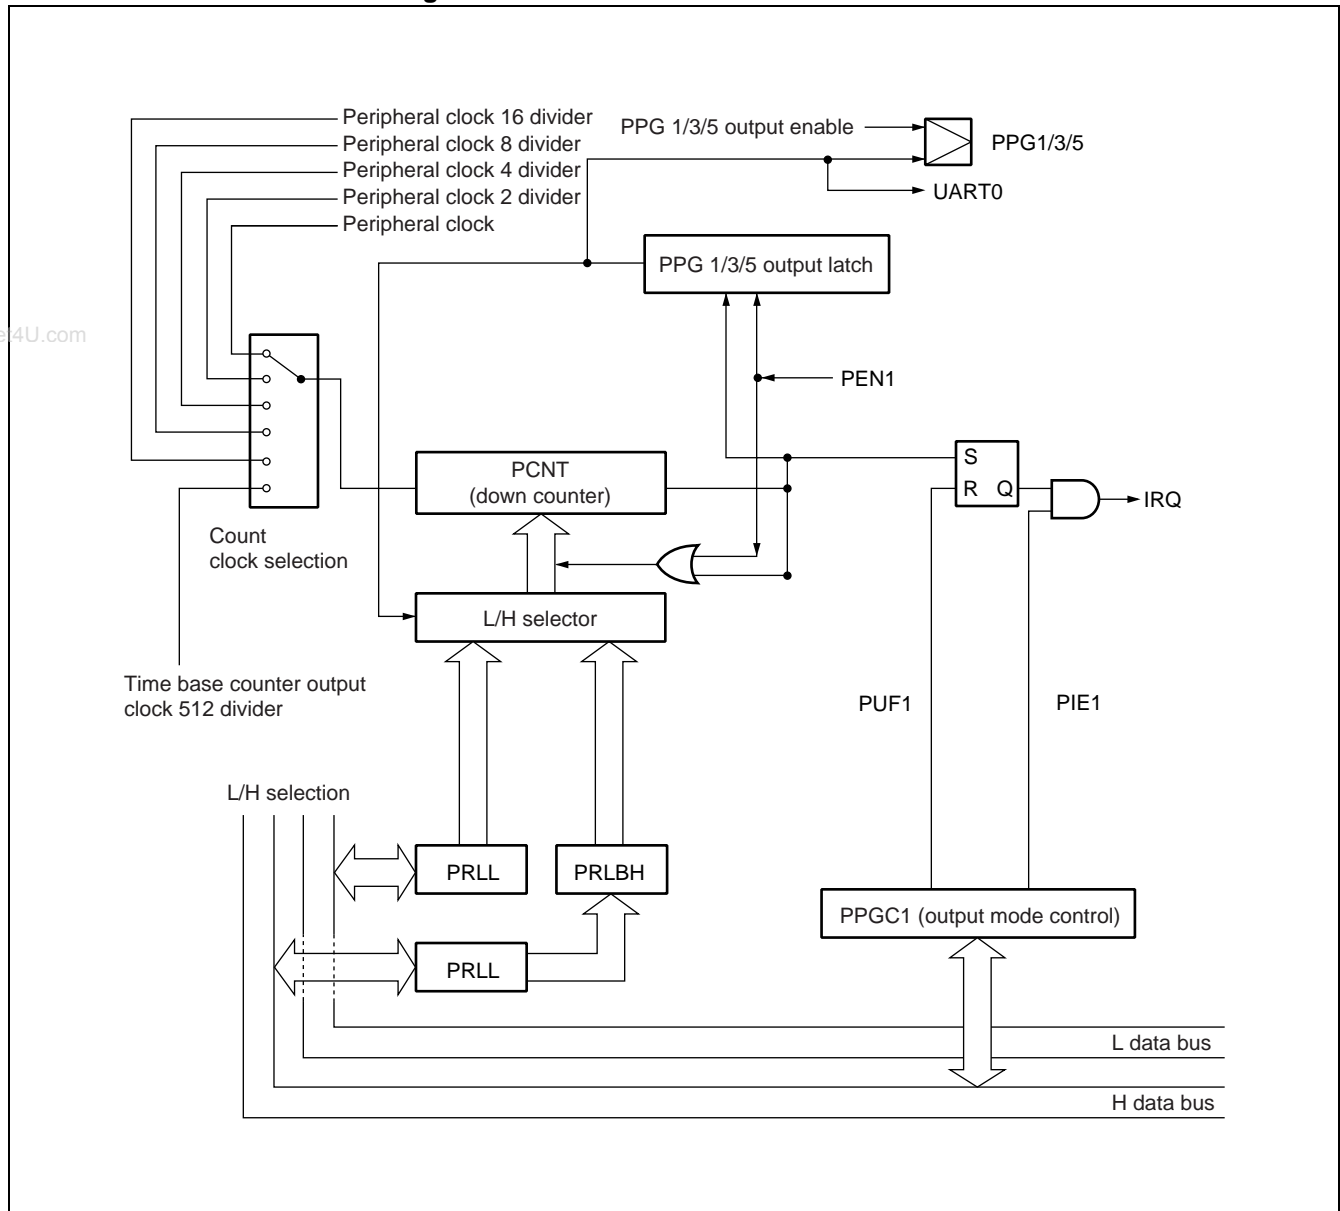 Peripheral clock 16 divider
Peripheral clock 8 divider
Peripheral clock 4 divider
Peripheral clock 2 divider
Peripheral clock
PPG 1/3/5 output enable
PPG1/3/5
UART0
PPG 1/3/5 output latch
et4U.com
PEN1
PCNT
(down counter)
S
R Q
IRQ
Count
clock selection
L/H selector
Time base counter output
clock 512 divider
PUF1
PIE1
L/H selection
PRLL
PRLBH
PPGC1 (output mode control)
PRLL
L data bus
H data bus